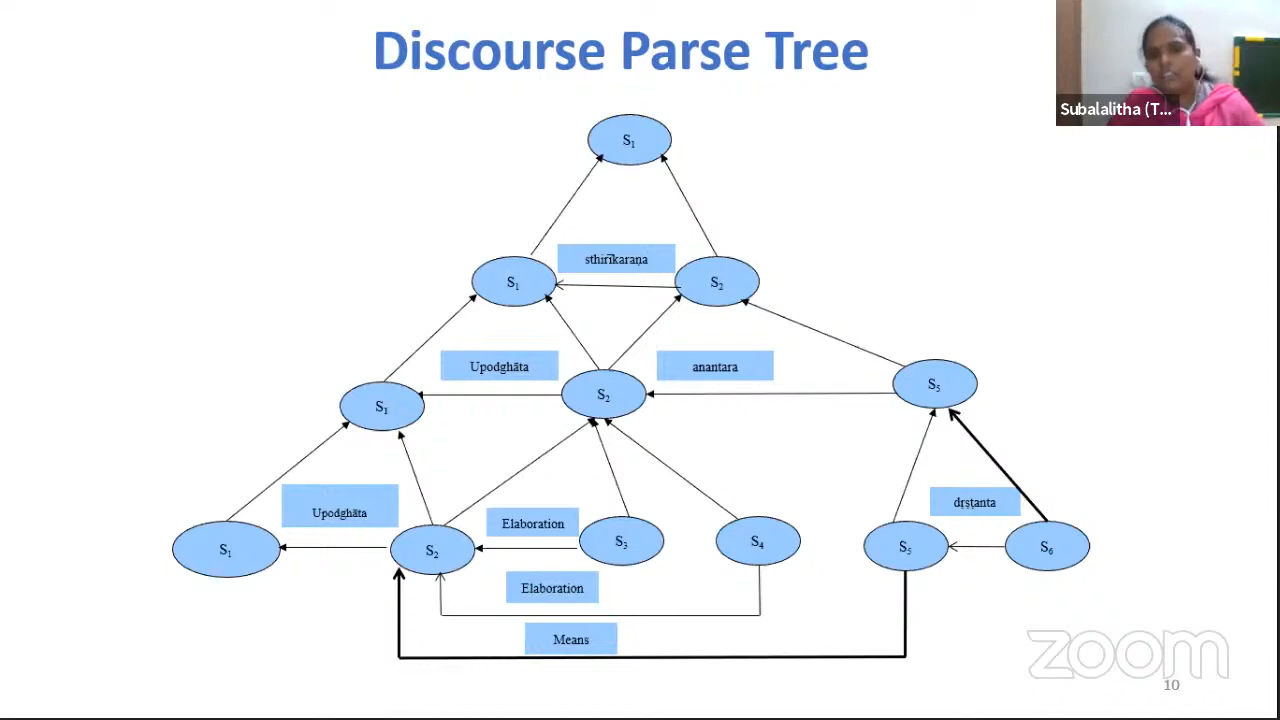 Discourse Parse Tree
Subalalitha (T...
S1
sthirīkaraṇa
S1
S2
Upodghāta
anantara
S1
S2
S5
Upodghāta
Elaboration
dṛṣṭanta
S1
S2
S3
S4
S5
S6
Elaboration
Means
zoom
10